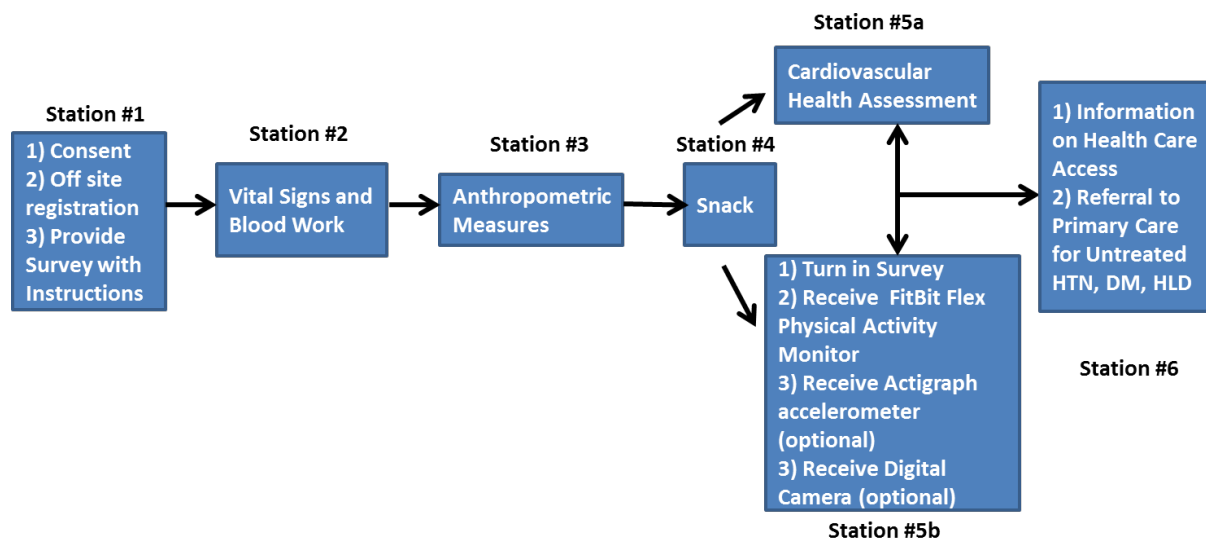 Station #1
1) Consent
2) Off site
registration
3) Provide
Survey with
Instructions
Station #2
Vital Signs and
Blood Work
Station #3
Anthropometric
Measures
Station #4
Snack
Station #5a
Cardiovascular
Health Assessment
1) Turn in Survey
2) Receive FitBit Flex
Physical Activity
Monitor
3) Receive Actigraph
accelerometer
(optional)
3) Receive Digital
Camera (optional)
Station #5b
1) Information
on Health Care
Access
2) Referral to
Primary Care
for Untreated
HTN, DM, HLD
Station #6